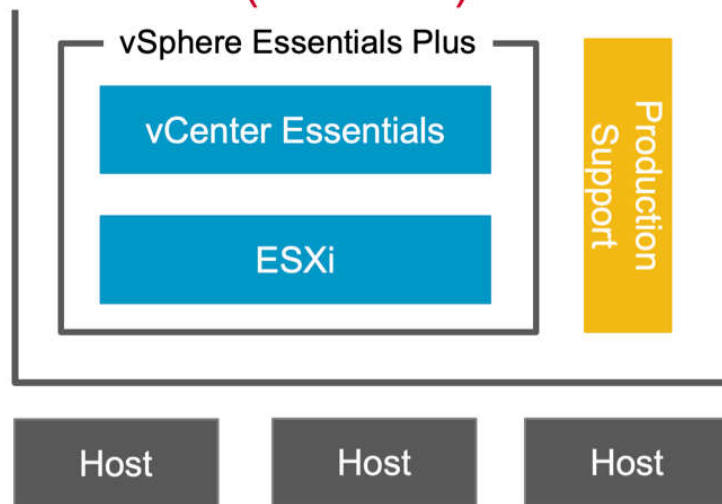 vSphere Essentials Plus
vCenter Essentials
ESXi
Production
Support
Host
Host
Host